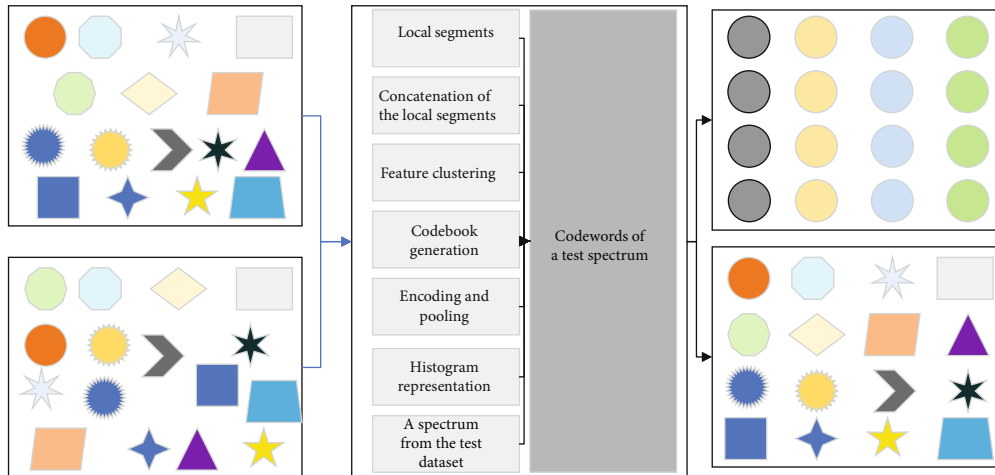 Local segments
Concatenation of
the local segments
Feature clustering
Codebook
generation
Encoding and
pooling
Histogram
representation
A spectrum
from the test
dataset
Codewords of
a test spectrum